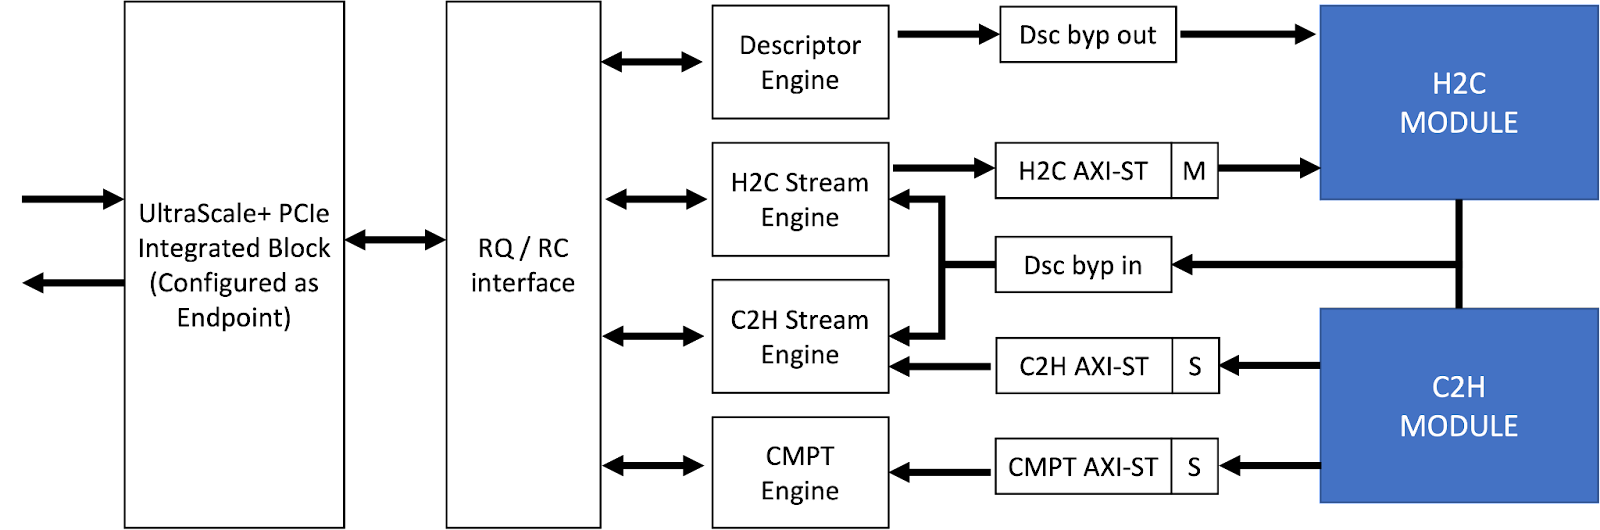 UltraScale+ PCIe
Integrated Block
(Configured as
Endpoint)
RQ / RC
interface
Descriptor
Engine
H2C Stream
Engine
C2H Stream
Engine
CMPT
Engine
Dsc byp out
H2C AXI-ST
M
Dsc byp in
C2H AXI-ST
S
CMPT AXI-ST
S
H2C
MODULE
C2H
MODULE